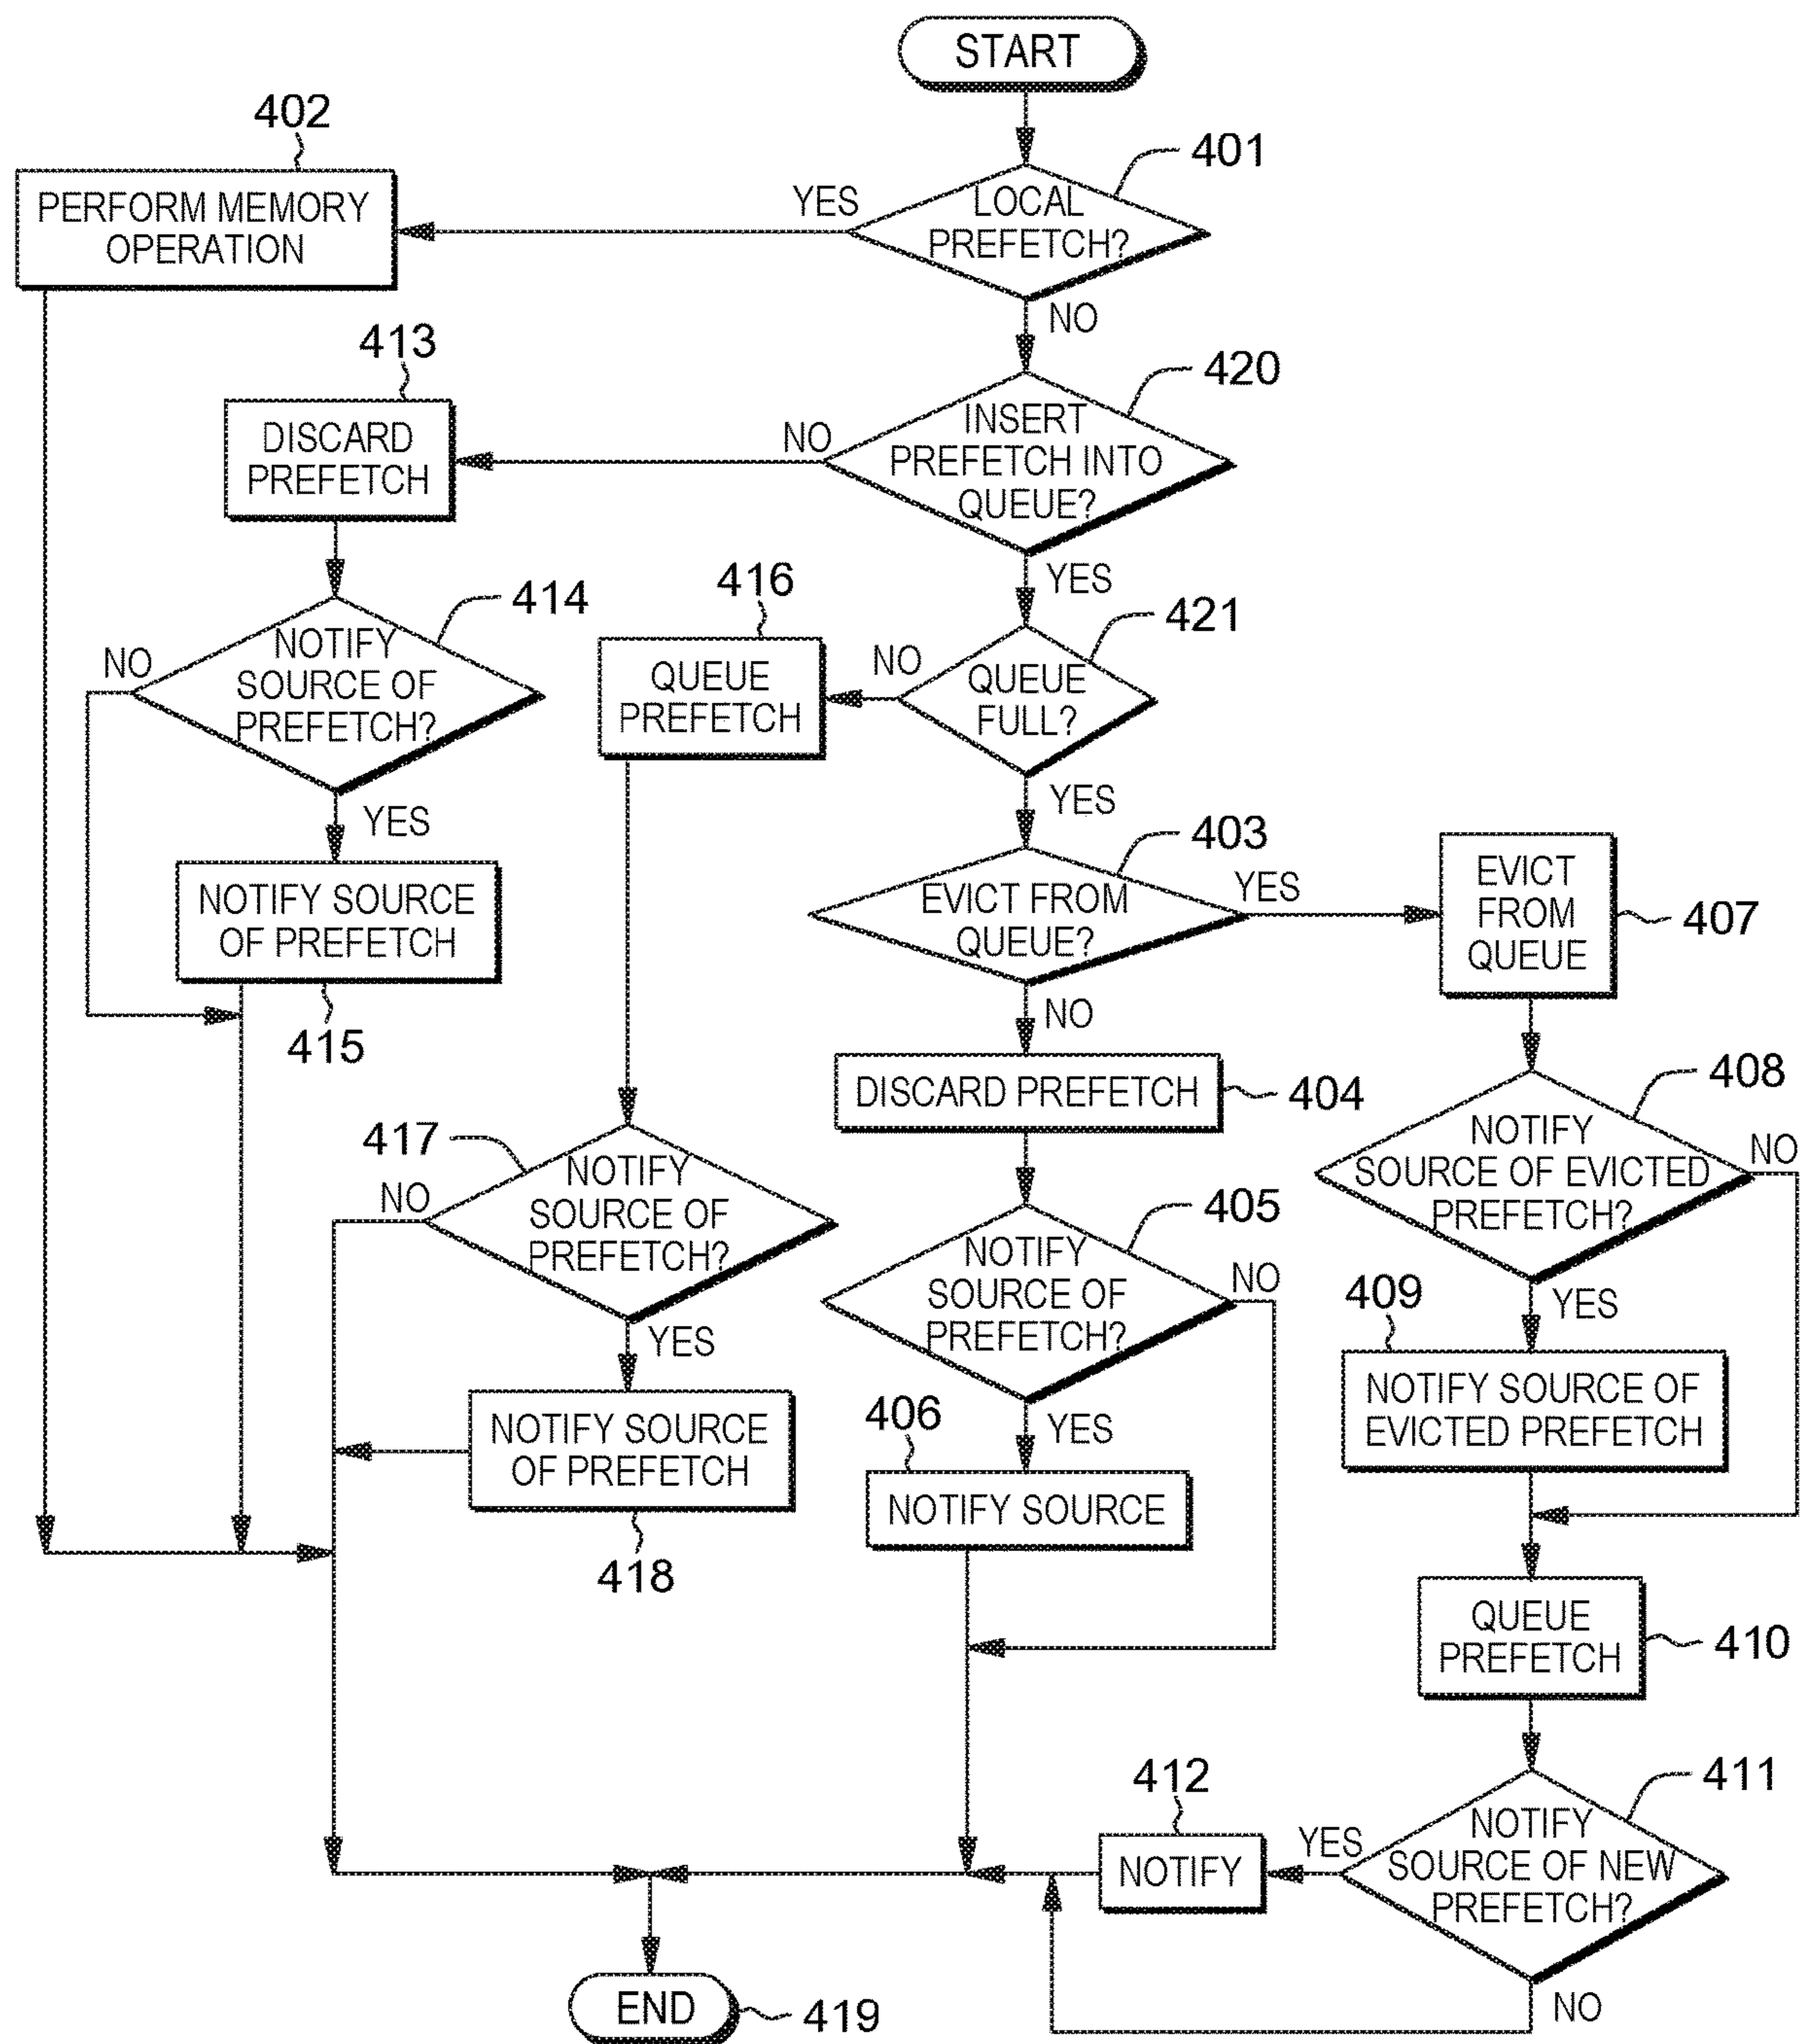 START
402
401
PERFORM MEMORY
OPERATION
YES
LOCAL
PREFETCH?
NO
413
420
DISCARD
PREFETCH
NO
INSERT
PREFETCH INTO
QUEUE?
YES
416
414
421
NOTIFY
SOURCE OF
PREFETCH?
NO
QUEUE
PREFETCH
NO
QUEUE
FULL?
YES
YES
403
NOTIFY SOURCE
OF PREFETCH
415
EVICT FROM
QUEUE?
YES
EVICT
FROM
QUEUE
407
NO
DISCARD PREFETCH
404
408
417
NOTIFY
SOURCE OF
PREFETCH?
NO
NOTIFY
SOURCE OF EVICTED
PREFETCH?
NO
405
NOTIFY
SOURCE OF
PREFETCH?
NO
YES
409
YES
NOTIFY SOURCE OF
EVICTED PREFETCH
406
YES
NOTIFY SOURCE
OF PREFETCH
418
NOTIFY SOURCE
QUEUE
PREFETCH
410
412
411
NOTIFY
YES
NOTIFY
SOURCE OF NEW
PREFETCH?
NO
END
419